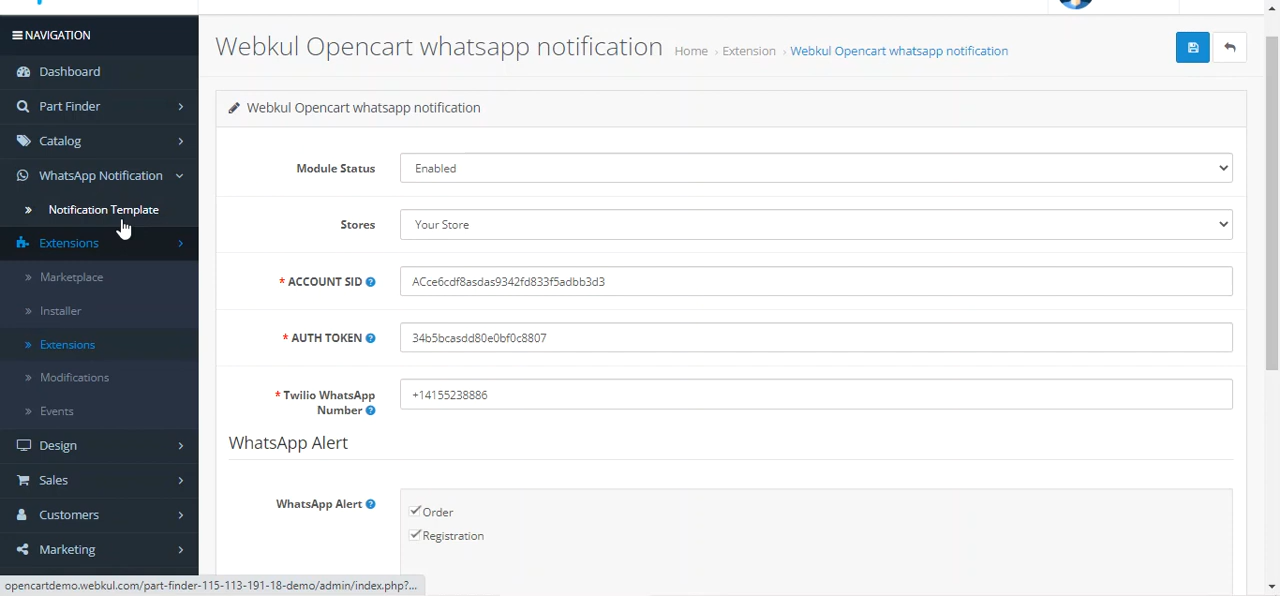 NAVIGATION
Dashboard
Part Finder
Catalog
WhatsApp Notification
Notification Template
Extensions
Marketplace
Installer
Extensions
Modifications
Events
Design
Sales
Customers
Marketing
Webkul Opencart whatsapp notification Home › Extension › Webkul Opencart whatsapp notification
Webkul Opencart whatsapp notification
Module Status Enabled
Stores Your Store
* ACCOUNT SID ACce6cdf8asdas9342fd833f5adbb3d3
* AUTH TOKEN 34b5bcasdd80e0bf0c8807
* Twilio WhatsApp
Number +14155238886
WhatsApp Alert
WhatsApp Alert
Order
Registration
opencartdemo.webkul.com/part-finder-115-113-191-18-demo/admin/index.php?...